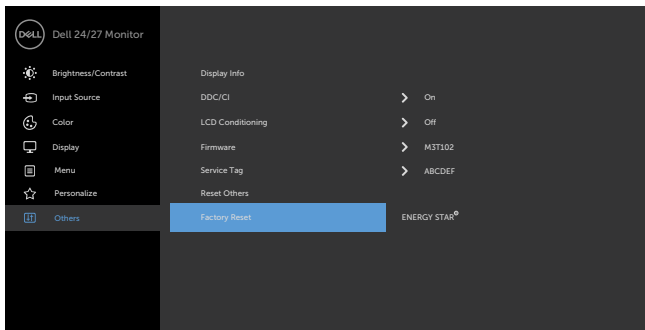 DELL Dell 24/27 Monitor
Brightness/Contrast Display Info
Input Source DDC/CI On
Color LCD Conditioning Off
Display Firmware M3T102
Menu Service Tag ABCDEF
Personalize Reset Others
Others Factory Reset ENERGY STAR®